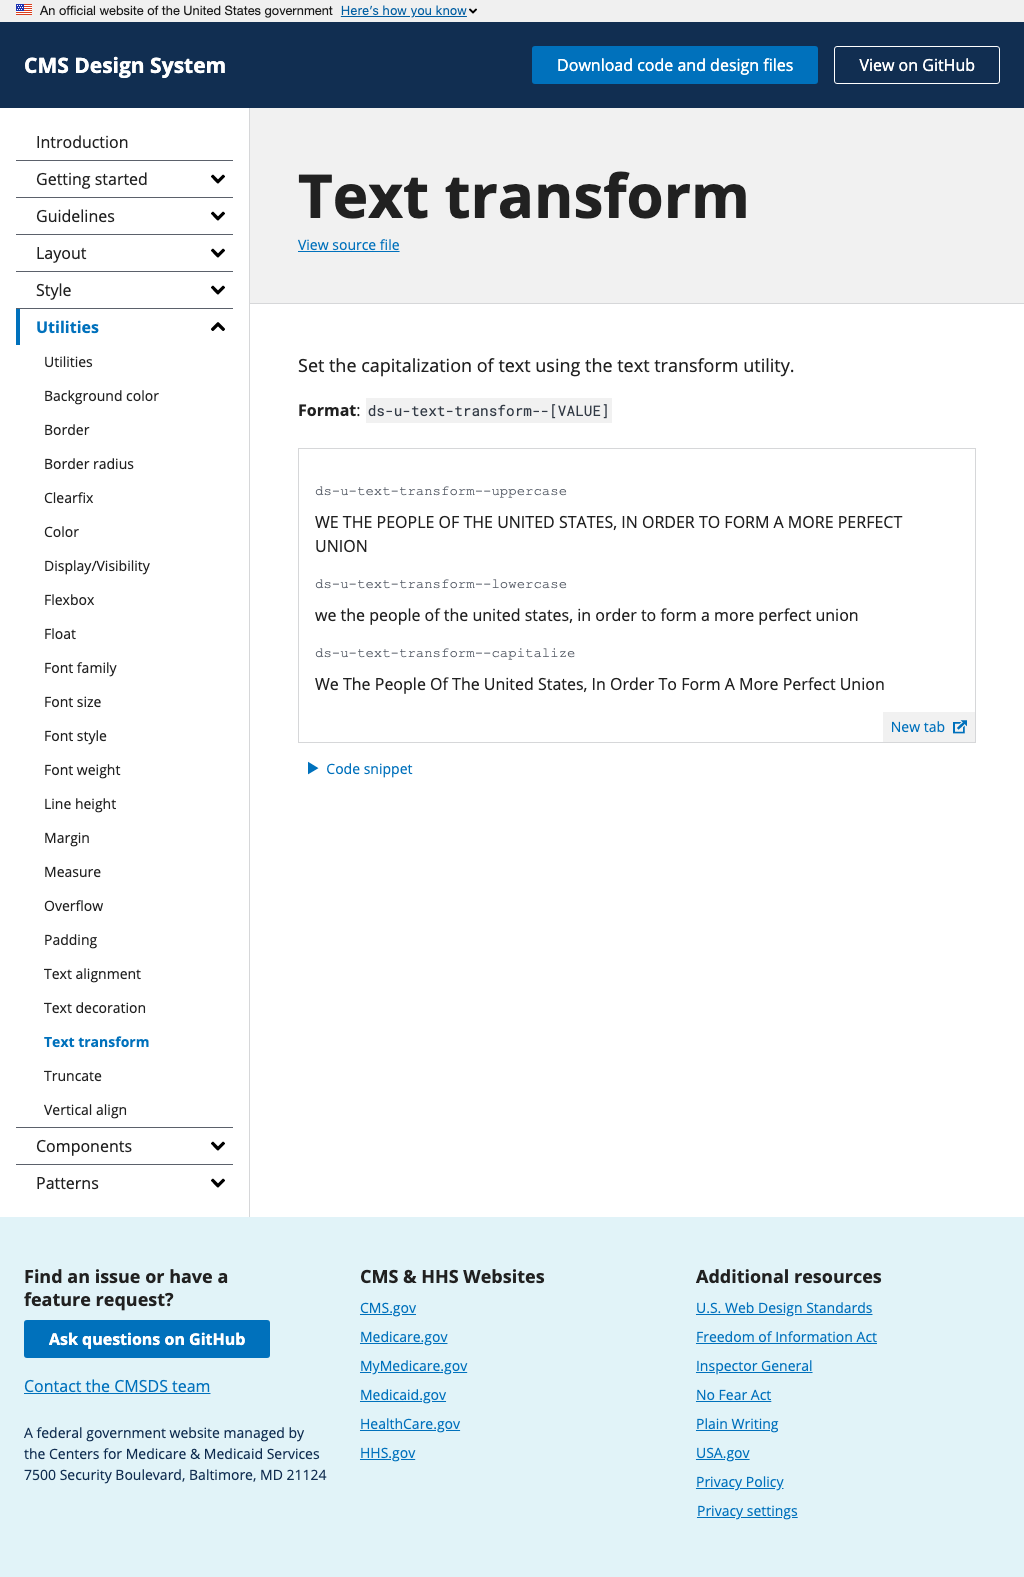 An official website of the United States government Here's how you know
CMS Design System
Download code and design files
View on GitHub
Introduction
Getting started
Guidelines
Layout
Style
Utilities
Utilities
Background color
Border
Border radius
Clearfix
Color
Display/Visibility
Flexbox
Float
Font family
Font size
Font style
Font weight
Line height
Margin
Measure
Overflow
Padding
Text alignment
Text decoration
Text transform
Truncate
Vertical align
Components
Patterns
Text transform
View source file
Set the capitalization of text using the text transform utility.
Format: ds-u-text-transform--[VALUE]
ds-u-text-transform--uppercase
WE THE PEOPLE OF THE UNITED STATES, IN ORDER TO FORM A MORE PERFECT
UNION
ds-u-text-transform--lowercase
we the people of the united states, in order to form a more perfect union
ds-u-text-transform--capitalize
We The People Of The United States, In Order To Form A More Perfect Union
New tab
Code snippet
Find an issue or have a
feature request?
Ask questions on GitHub
Contact the CMSDS team
A federal government website managed by
the Centers for Medicare & Medicaid Services
7500 Security Boulevard, Baltimore, MD 21124
CMS & HHS Websites
CMS.gov
Medicare.gov
MyMedicare.gov
Medicaid.gov
HealthCare.gov
HHS.gov
Additional resources
U.S. Web Design Standards
Freedom of Information Act
Inspector General
No Fear Act
Plain Writing
USA.gov
Privacy Policy
Privacy settings